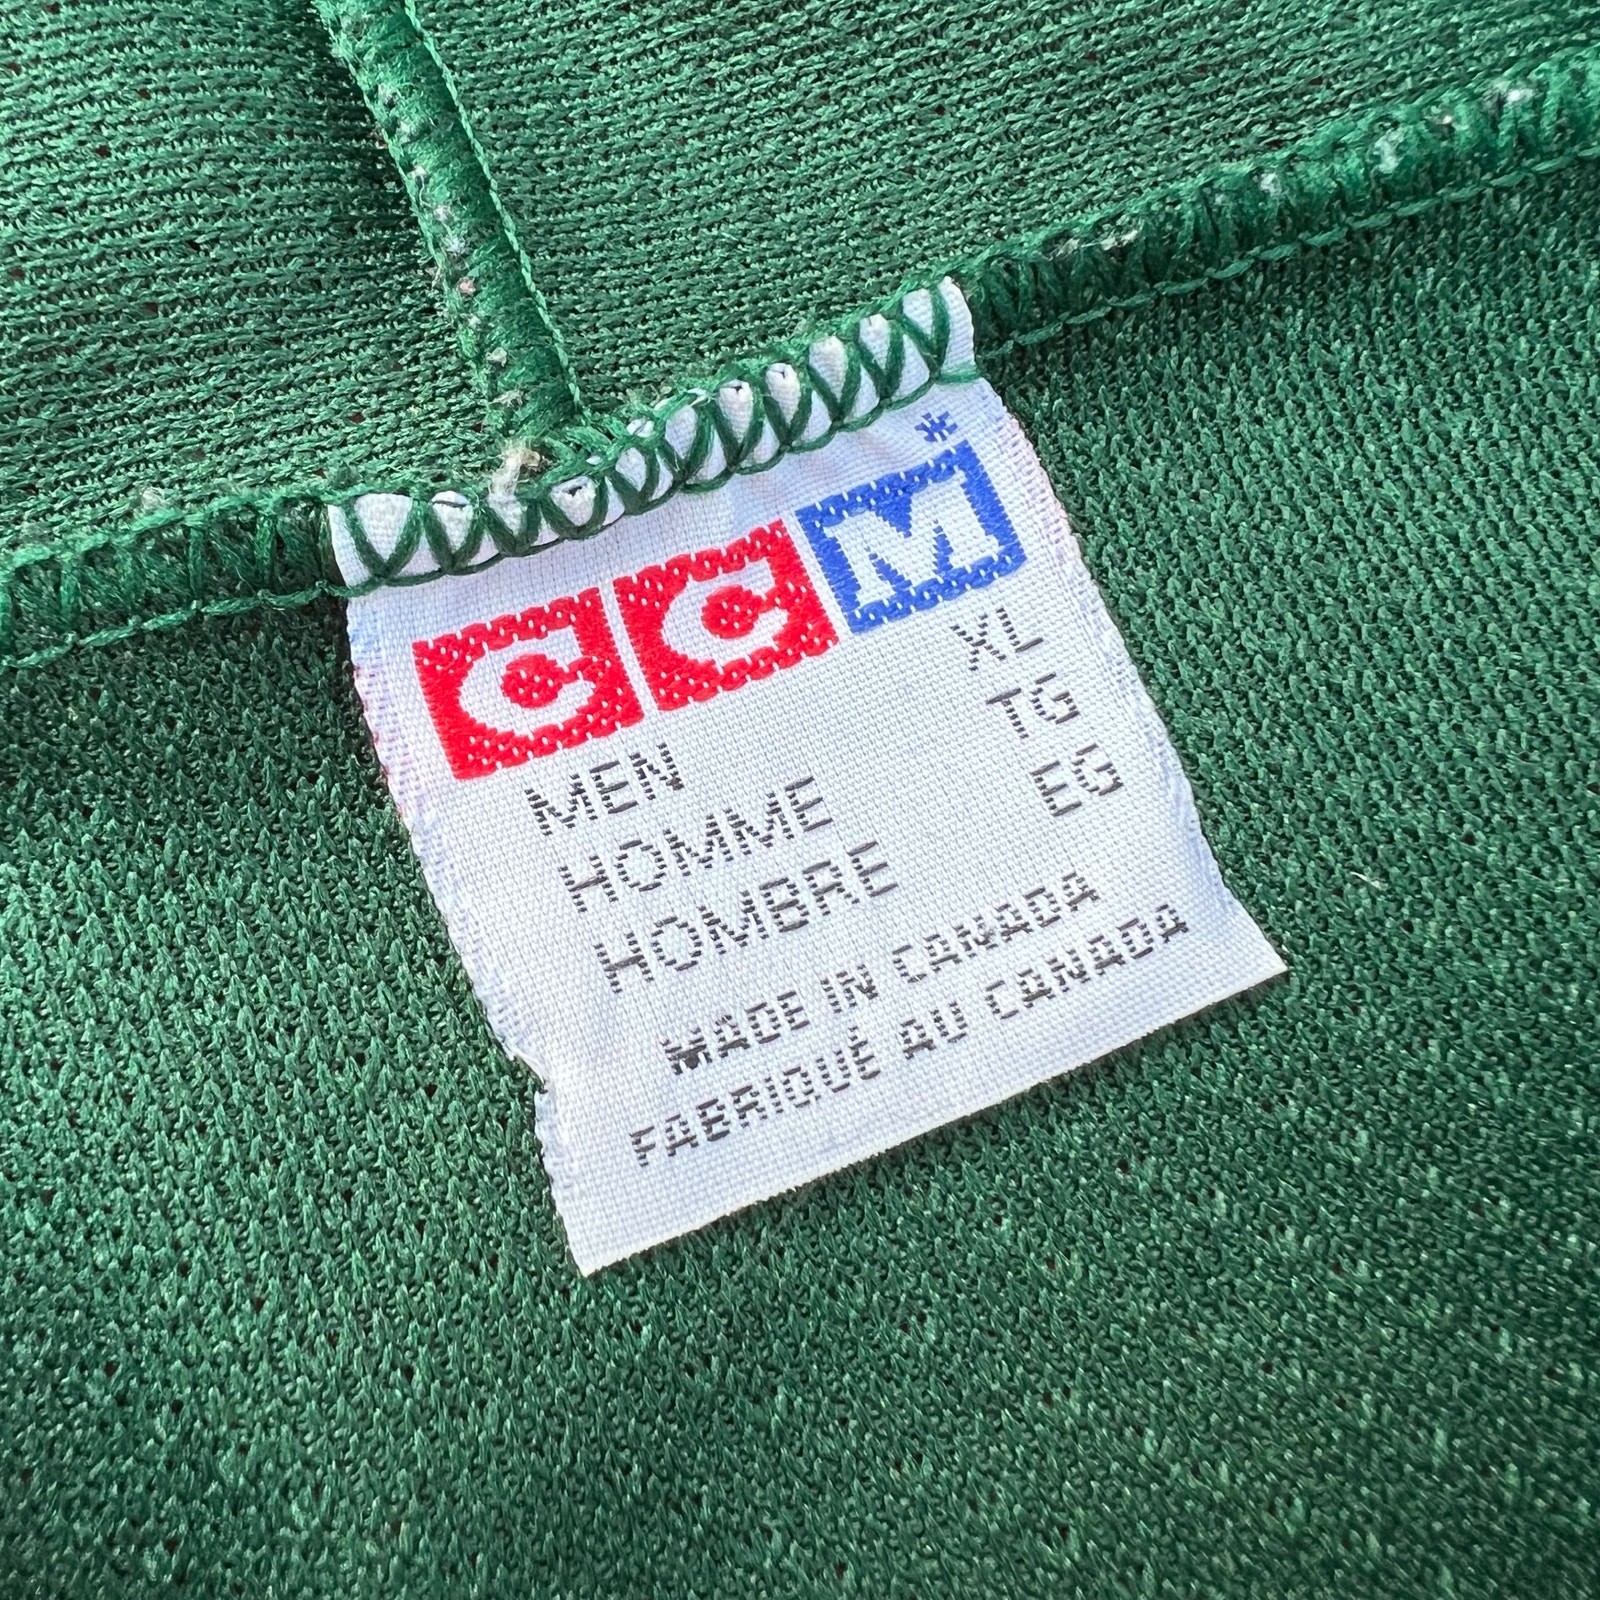 CCM*
MEN XL
HOMME TG
HOMBRE EG
MADE IN CANADA
FABRIQUÉ AU CANADA